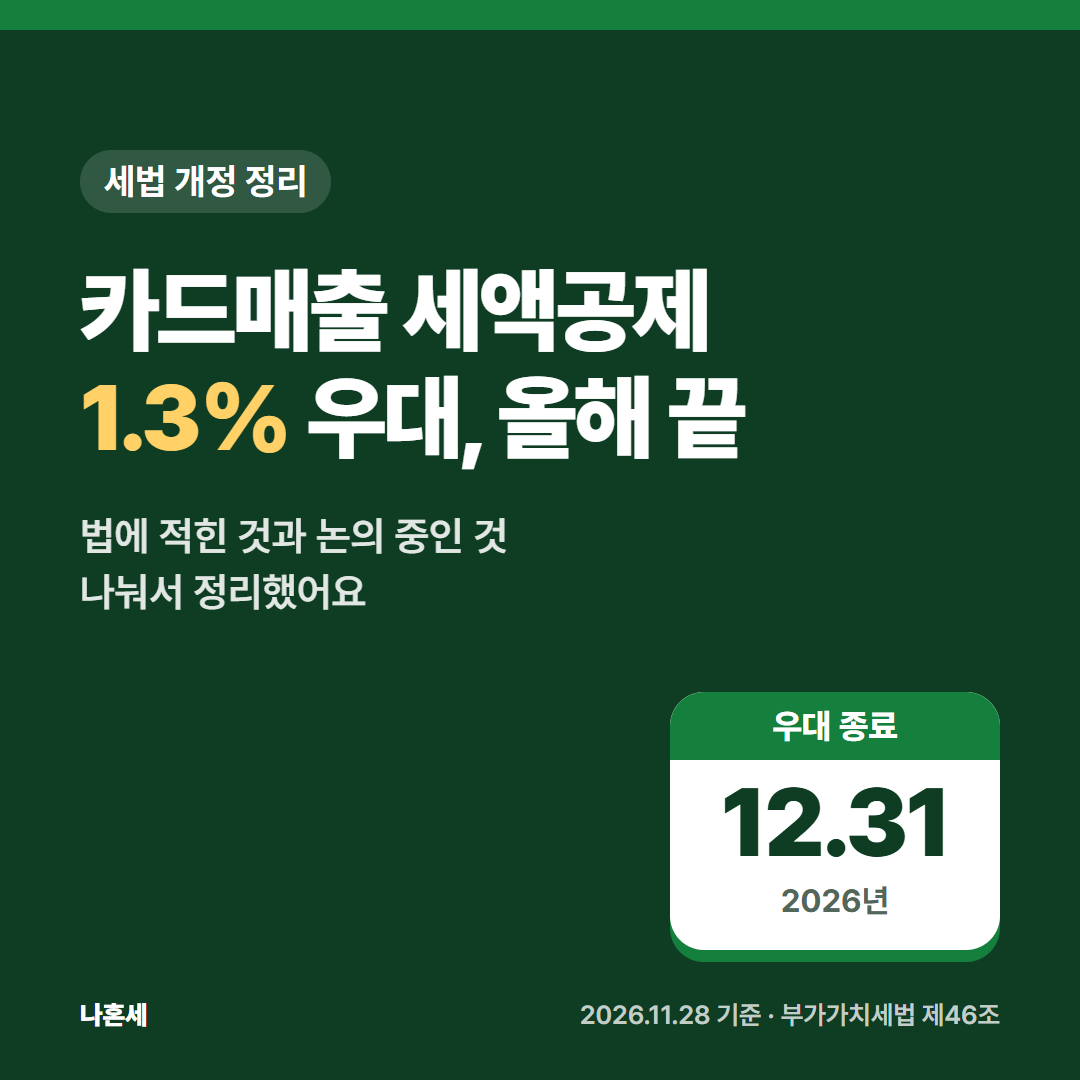 세법 개정 정리
카드매출 세액공제
1.3% 우대, 올해 끝
법에 적힌 것과 논의 중인 것
나눠서 정리했어요
우대 종료
12.31
2026년
나혼세
2026.11.28 기준 · 부가가치세법 제46조